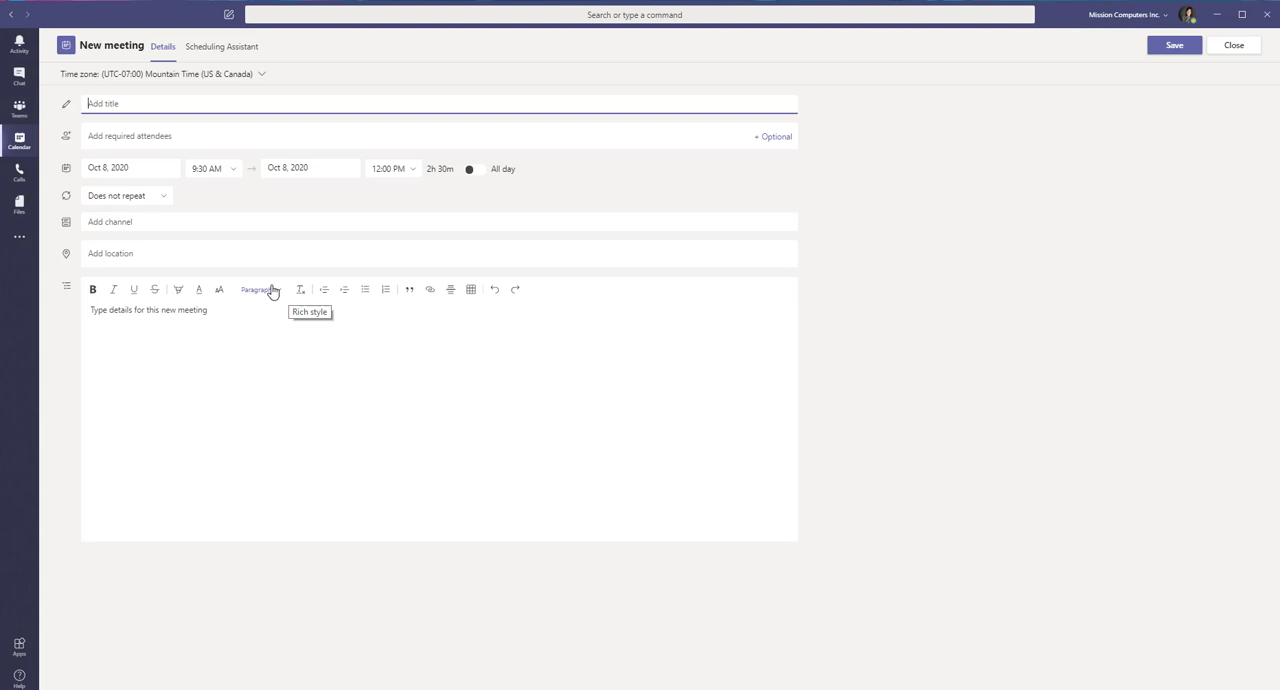 Search or type a command
Mission Computers Inc.
Activity
Chat
Teams
Calendar
Calls
Files
Apps
Help
New meeting Details Scheduling Assistant
Save Close
Time zone: (UTC-07:00) Mountain Time (US & Canada)
Add title
Add required attendees + Optional
Oct 8, 2020 9:30 AM → Oct 8, 2020 12:00 PM 2h 30m All day
Does not repeat
Add channel
Add location
B I U S A AA Paragraph
Rich style
Type details for this new meeting